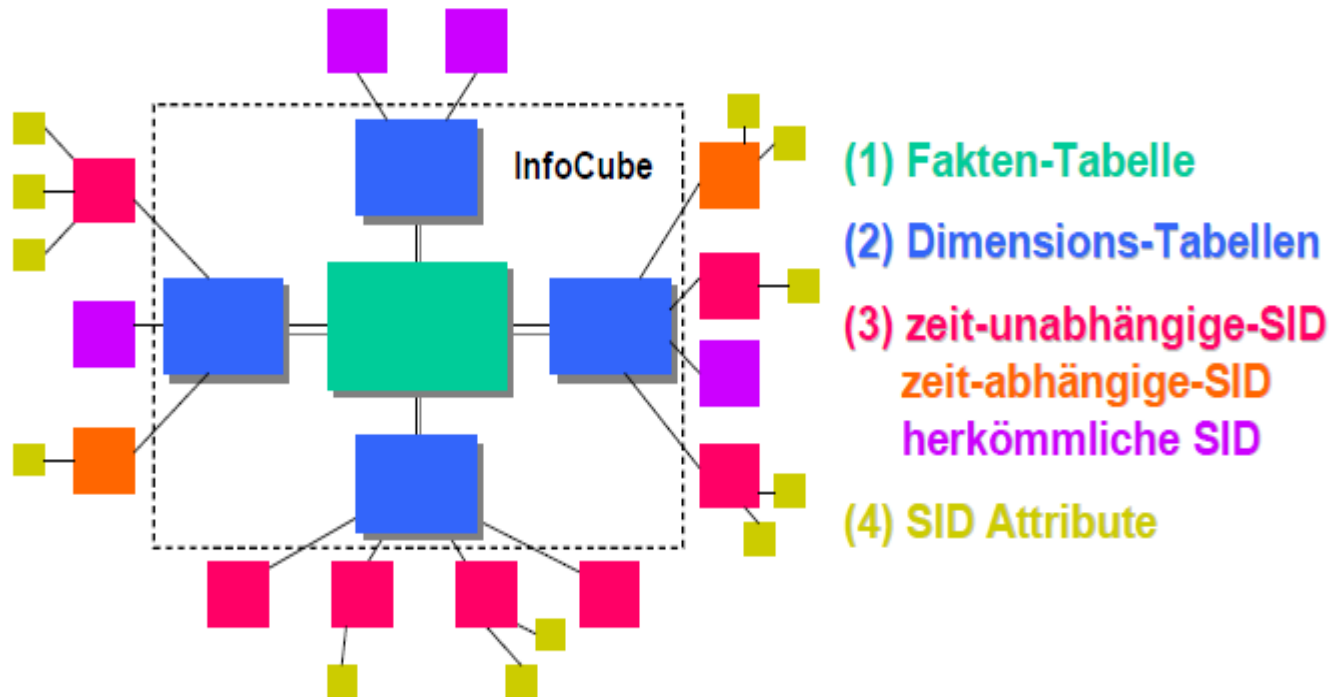 InfoCube
(1) Fakten-Tabelle
(2) Dimensions-Tabellen
(3) zeit-unabhängige-SID
zeit-abhängige-SID
herkömmliche SID
(4) SID Attribute